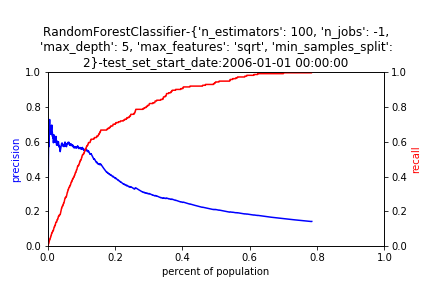 RandomForestClassifier-{'n_estimators': 100, 'n_jobs': -1,
'max_depth': 5, 'max_features': 'sqrt', 'min_samples_split':
2}-test_set_start_date:2006-01-01 00:00:00
1.0
0.8
0.6
0.4
0.2
0.0
precision
1.0
0.8
0.6
0.4
0.2
0.0
recall
0.0 0.2 0.4 0.6 0.8 1.0
percent of population